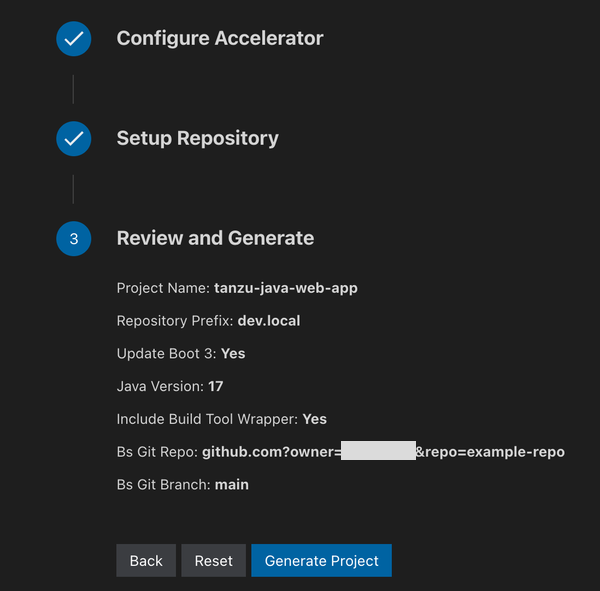 Configure Accelerator
Setup Repository
3
Review and Generate
Project Name: tanzu-java-web-app
Repository Prefix: dev.local
Update Boot 3: Yes
Java Version: 17
Include Build Tool Wrapper: Yes
Bs Git Repo: github.com?owner= &repo=example-repo
Bs Git Branch: main
Back Reset Generate Project